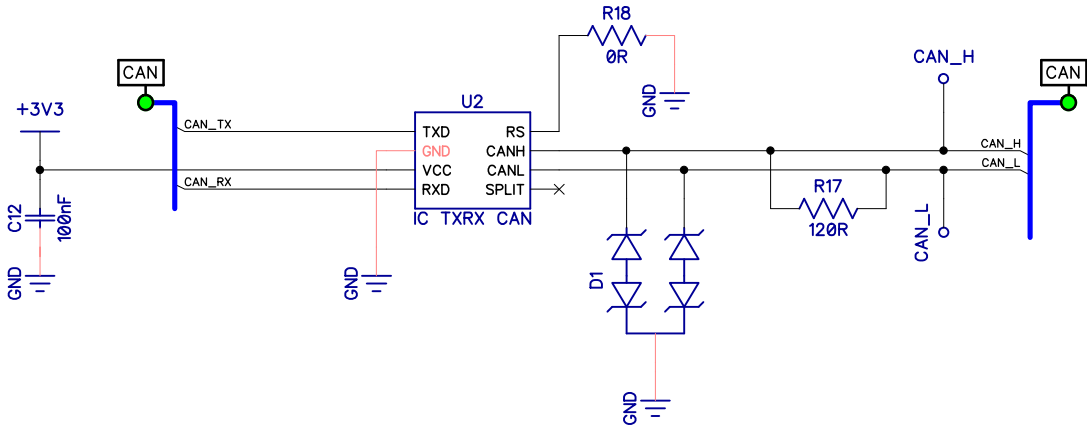 R18
0R
GND
CAN
+3V3
CAN_TX
CAN_RX
C12
100nF
GND
U2
TXD
GND
VCC
RXD
RS
CANH
CANL
SPLIT
IC TXRX CAN
GND
D1
GND
R17
120R
CAN_H
CAN_L
CAN_H
CAN_L
CAN